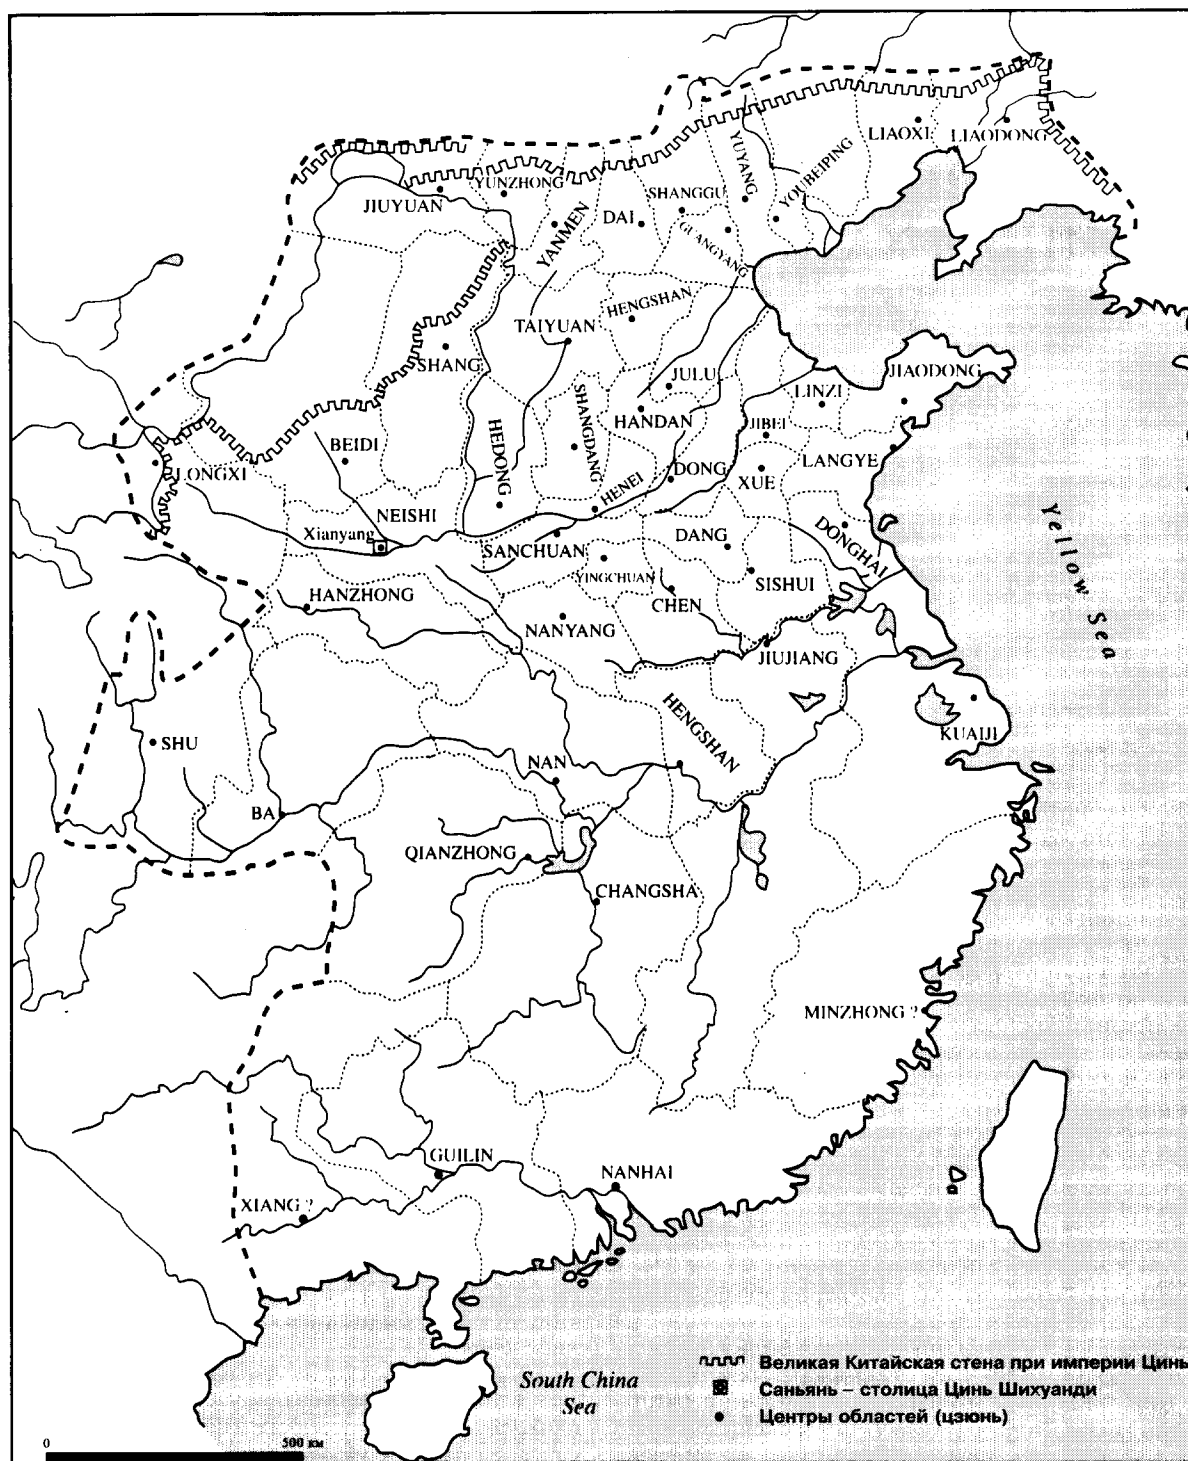 LIAOXI
LIAODONG
YUYANG
YOUBEIPING
YUNZHONG
SHANGGU
JIUYUAN
YANMEN
DAI
GUANGYANG
HENGSHAN
TAIYUAN
SHANG
JULU
JIAODONG
LINZI
SHANGDANG
HANDAN
JIBEI
HEDONG
BEIDI
LANGYE
LONGXI
DONG
XUE
HENEI
NEISHI
Yellow Sea
Xianyang
SANCHUAN
DANG
DONGHAI
YINGCHUAN
SISHUI
HANZHONG
CHEN
NANYANG
JIUJIANG
HENGSHAN
KUAIJI
SHU
NAN
BA
QIANZHONG
CHANGSHA
MINZHONG ?
GUILIN
NANHAI
XIANG ?
South China
Sea
Великая Китайская стена при империи Цинь
Саньянь – столица Цинь Шихуанди
Центры областей (цзюнь)
0
500 км